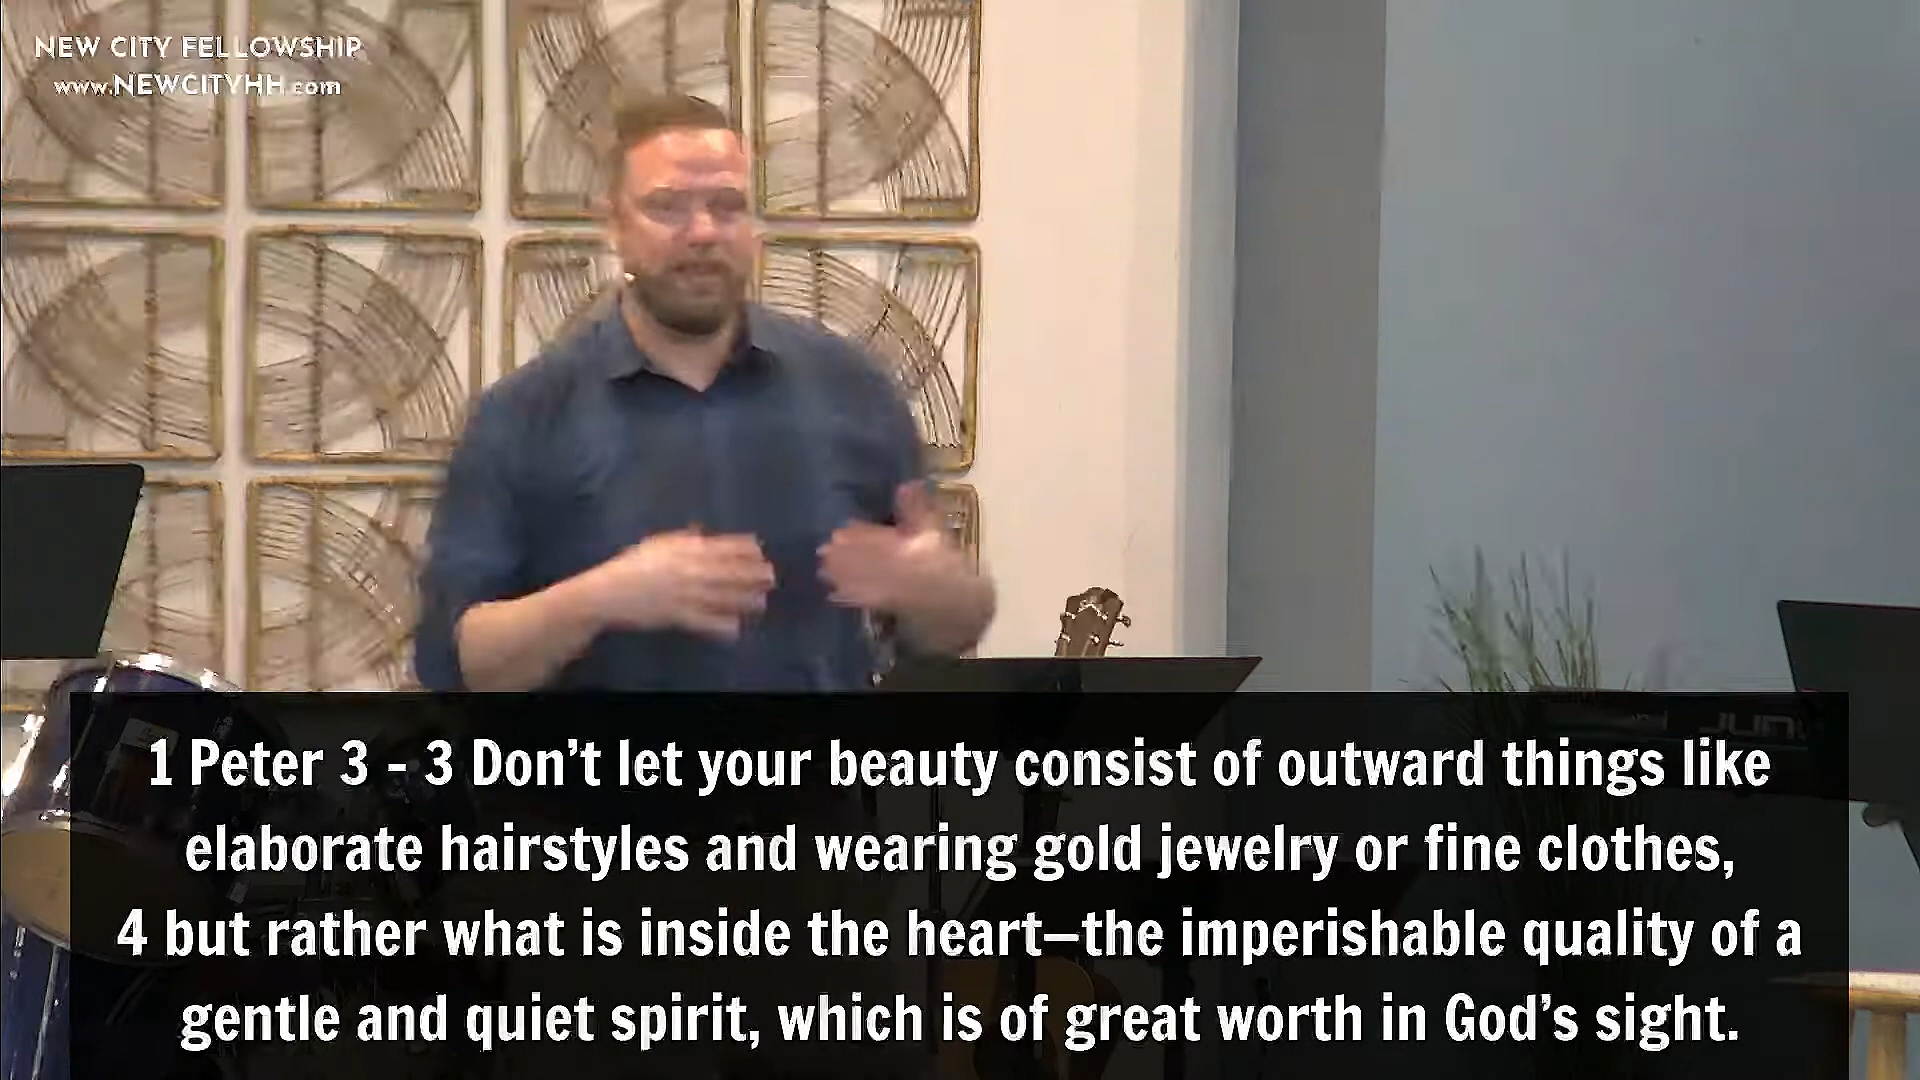 NEW CITY FELLOWSHIP
www.NEWCITYHH.com
1 Peter 3 – 3 Don’t let your beauty consist of outward things like
elaborate hairstyles and wearing gold jewelry or fine clothes,
4 but rather what is inside the heart—the imperishable quality of a
gentle and quiet spirit, which is of great worth in God’s sight.